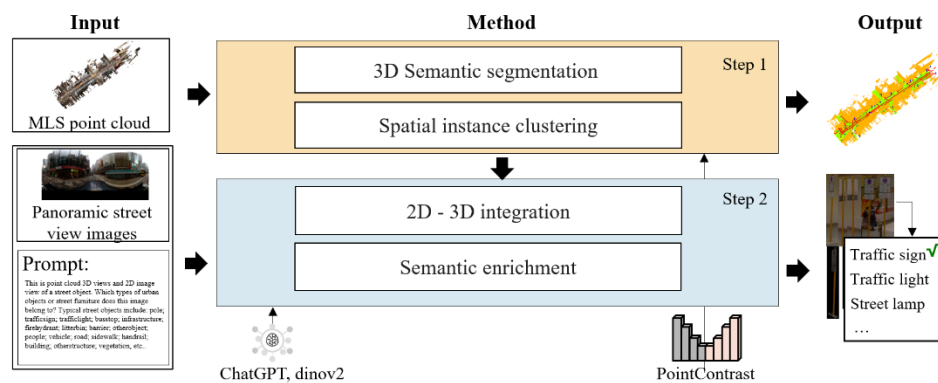 Input
Method
Output
MLS point cloud
3D Semantic segmentation
Step 1
Spatial instance clustering
Panoramic street
view images
2D - 3D integration
Step 2
Semantic enrichment
Prompt:
This is point cloud 3D views and 2D image
view of a street object. Which types of urban
objects or street furniture does this image
belong to? Typical street objects include: pole;
trafficsign; trafficlight; busstop; infrastructure;
firehydrant; litterbin; barrier; otherobject;
people; vehicle; road; sidewalk; handrail;
building; otherstructure; vegetation, etc..
Traffic sign√
Traffic light
Street lamp
...
ChatGPT, dinov2
PointContrast